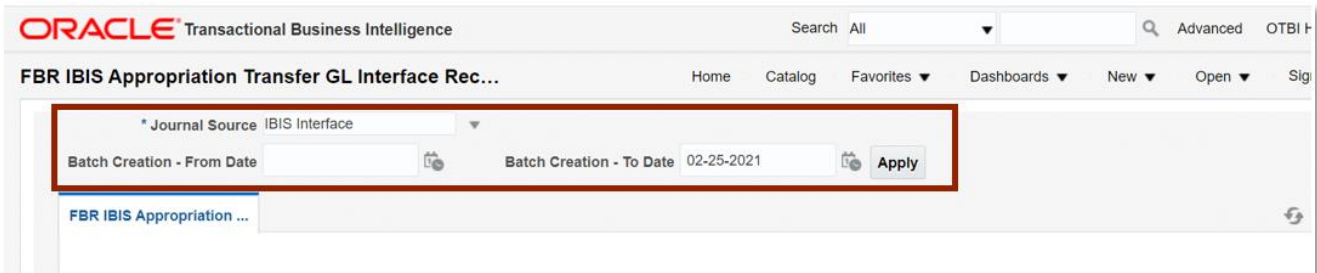 ORACLE Transactional Business Intelligence Search All Advanced OTBI H
FBR IBIS Appropriation Transfer GL Interface Rec... Home Catalog Favorites Dashboards New Open Sig
* Journal Source IBIS Interface
Batch Creation - From Date Batch Creation - To Date 02-25-2021 Apply
FBR IBIS Appropriation ...